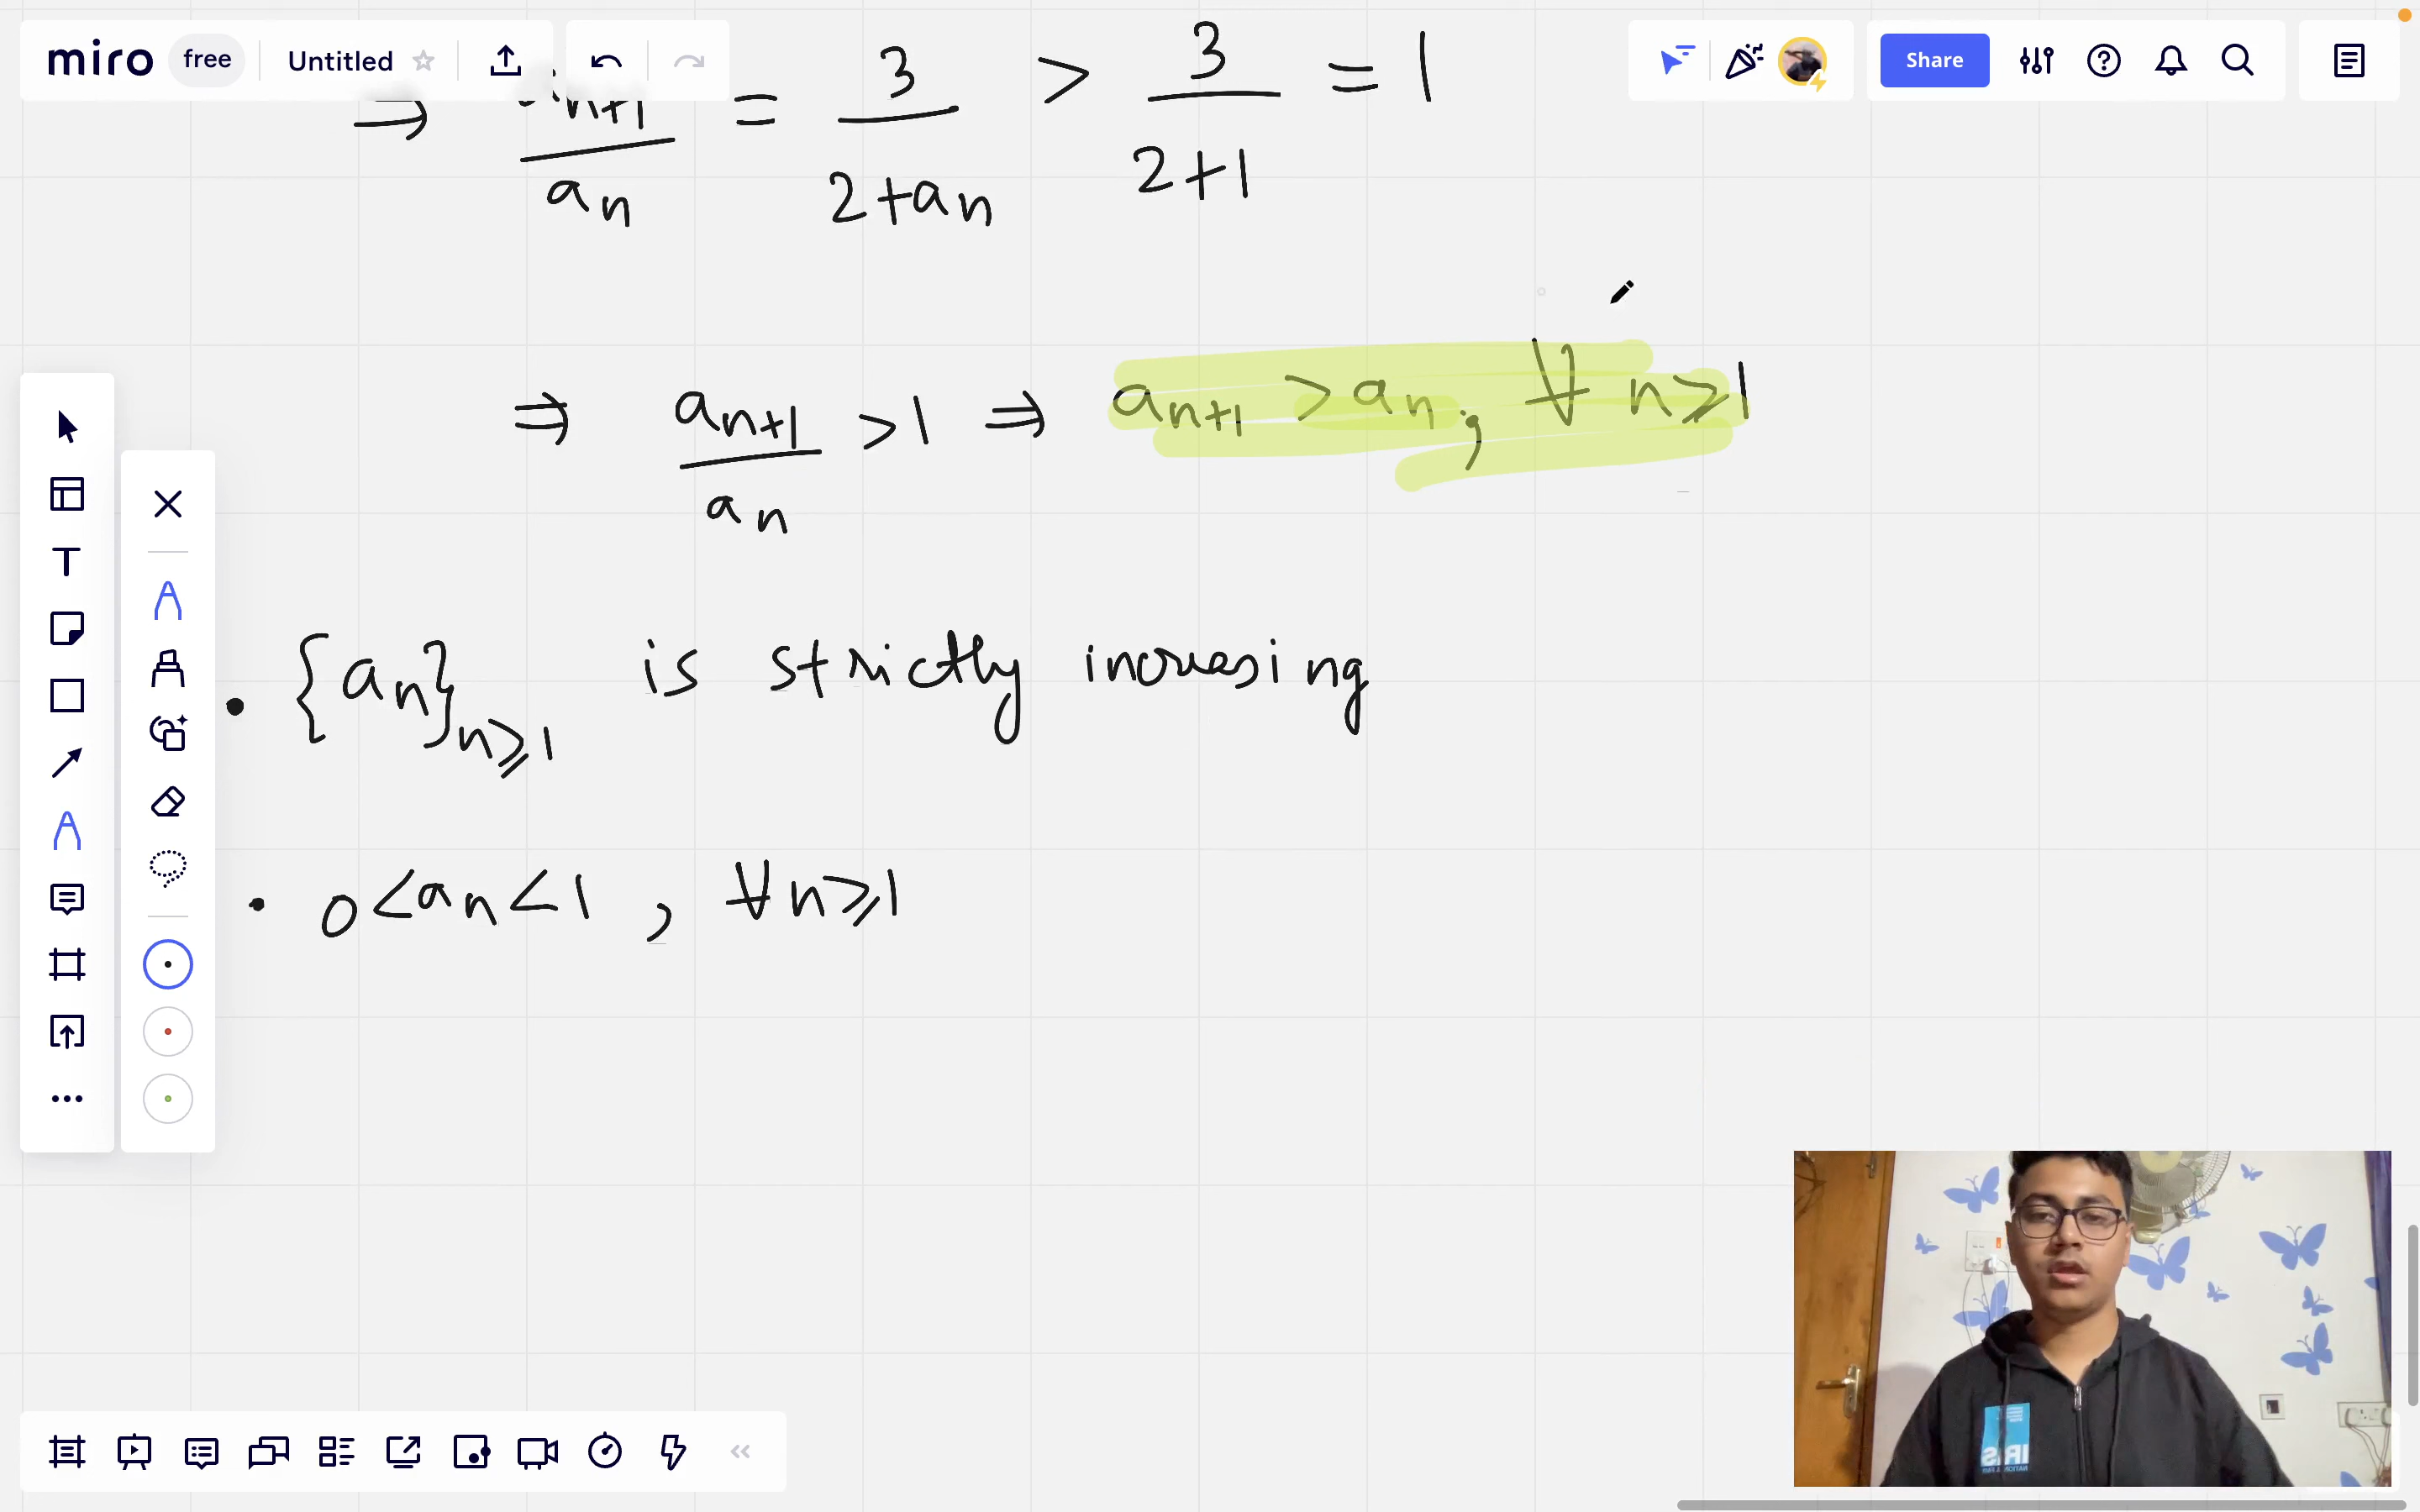 miro free Untitled Share
⇒ an+1/an = 3/(2+an) > 3/(2+1) = 1
⇒ an+1/an > 1 ⇒ an+1 > an ; ∀ n ≥ 1
• {an}n≥1 is strictly increasing
• 0 < an < 1 , ∀ n ≥ 1